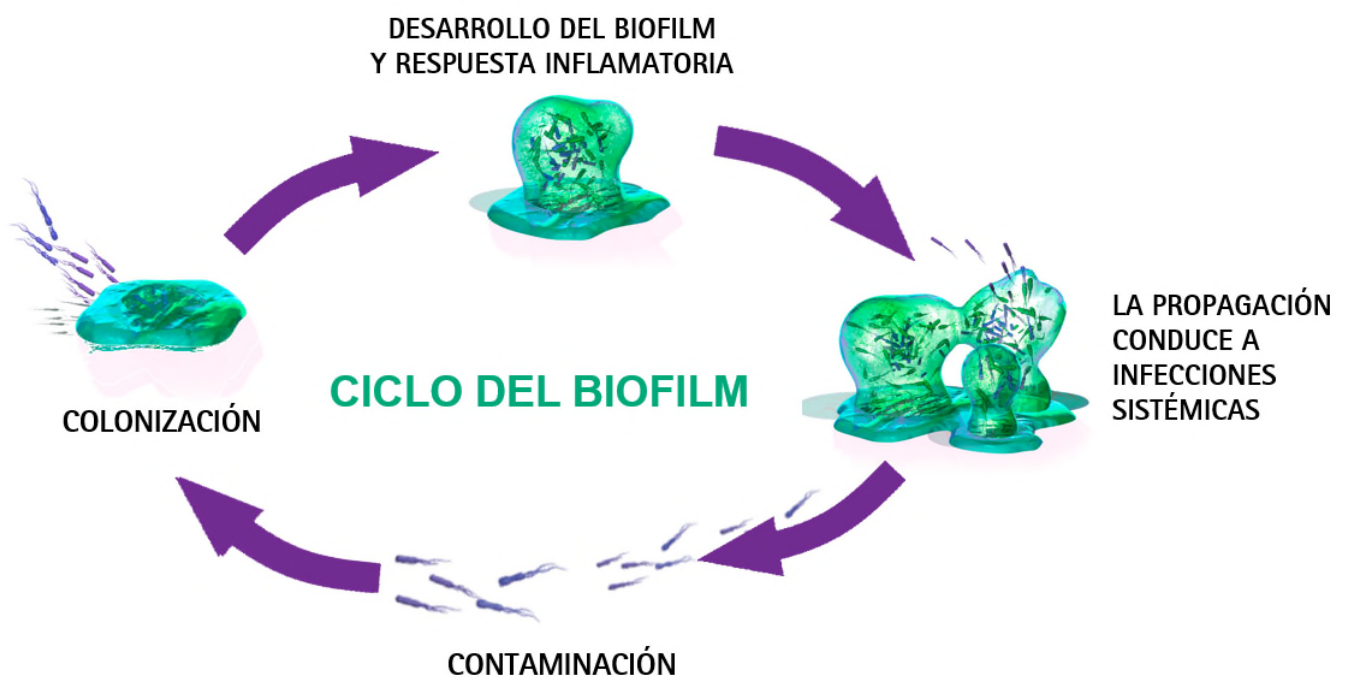 DESARROLLO DEL BIOFILM
Y RESPUESTA INFLAMATORIA
LA PROPAGACIÓN
CONDUCE A
INFECCIONES
SISTÉMICAS
CICLO DEL BIOFILM
COLONIZACIÓN
CONTAMINACIÓN